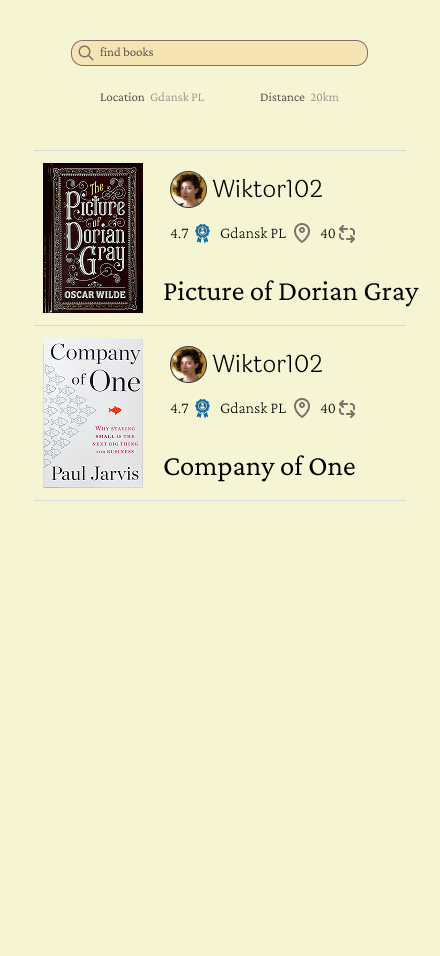 find books
Location Gdansk PL Distance 20km
The
Picture
of
Dorian
Gray
OSCAR WILDE
Wiktor102
4.7 Gdansk PL 40
Picture of Dorian Gray
Company
of One
WHY STAYING
SMALL IS THE
NEXT BIG THING
FOR BUSINESS
Paul Jarvis
Wiktor102
4.7 Gdansk PL 40
Company of One